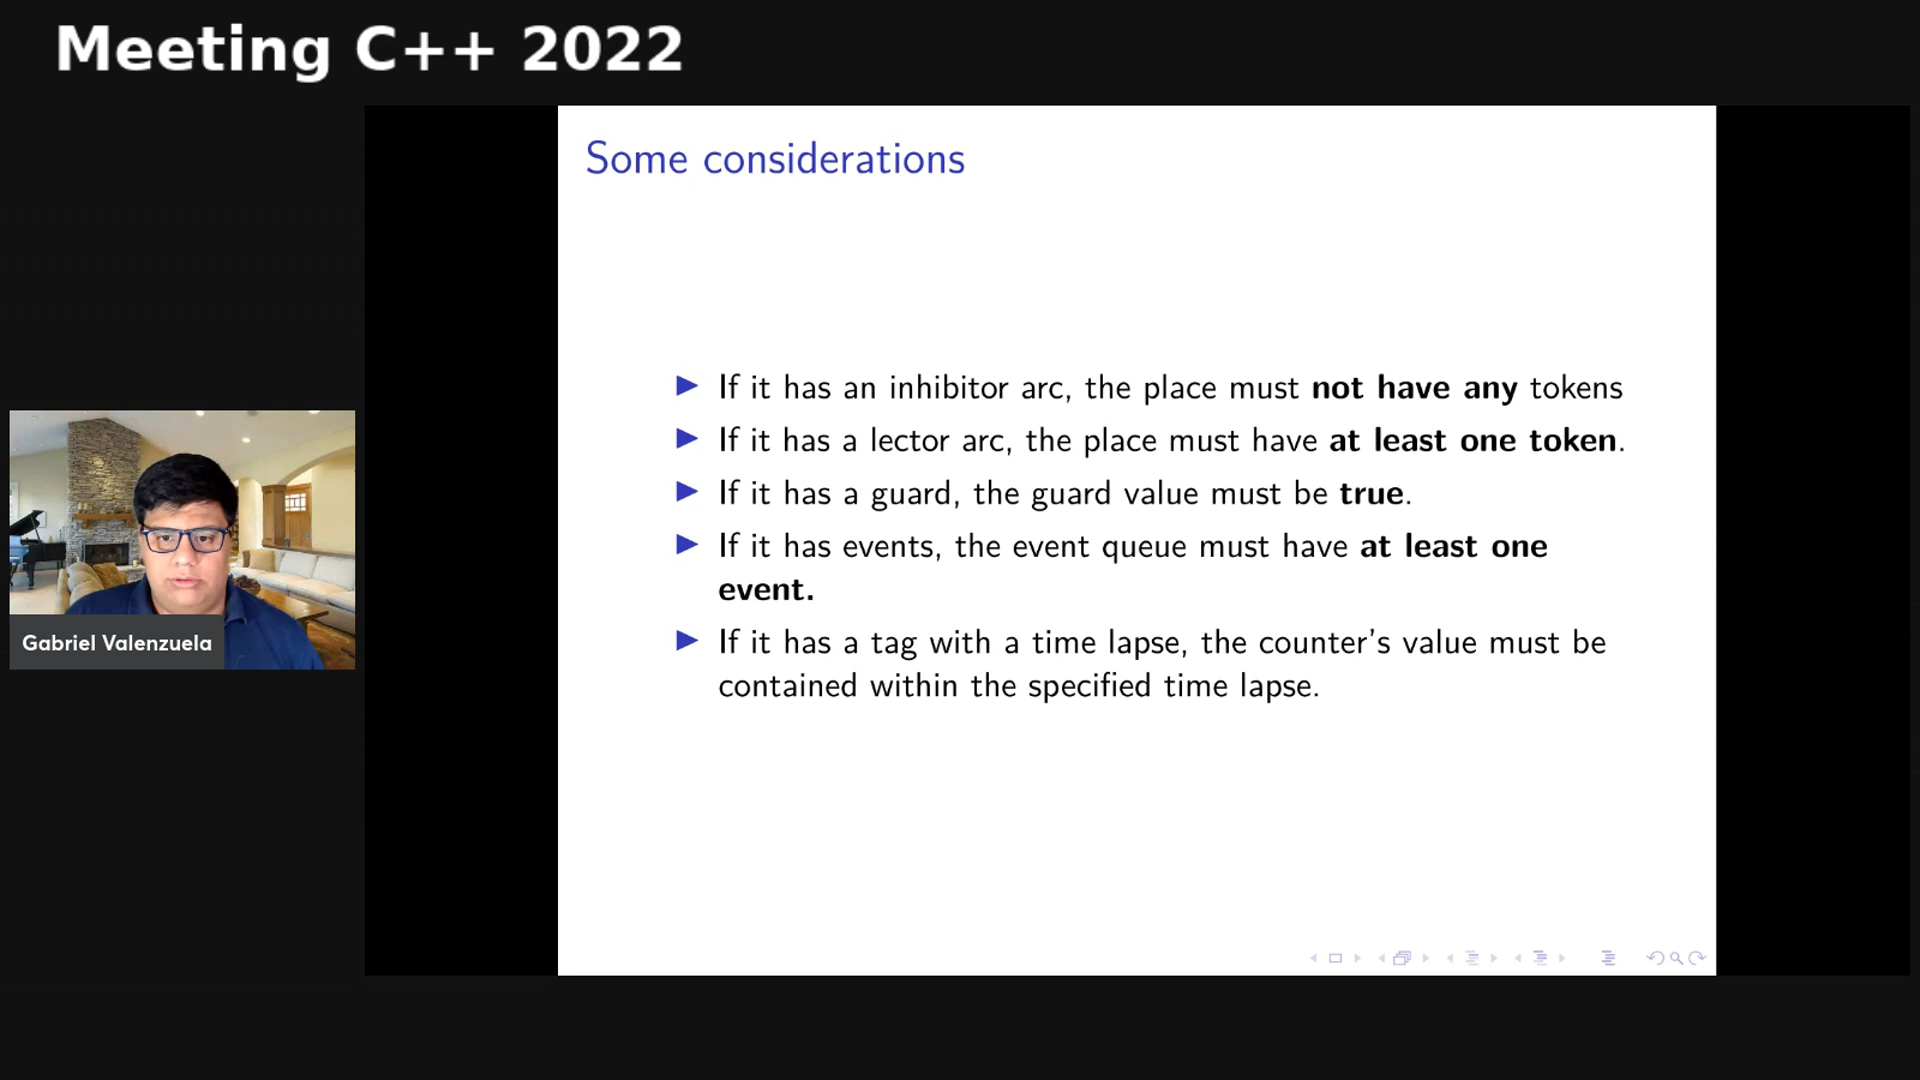 Meeting C++ 2022
Some considerations
If it has an inhibitor arc, the place must not have any tokens
If it has a lector arc, the place must have at least one token.
If it has a guard, the guard value must be true.
If it has events, the event queue must have at least one
event.
If it has a tag with a time lapse, the counter's value must be
contained within the specified time lapse.
Gabriel Valenzuela